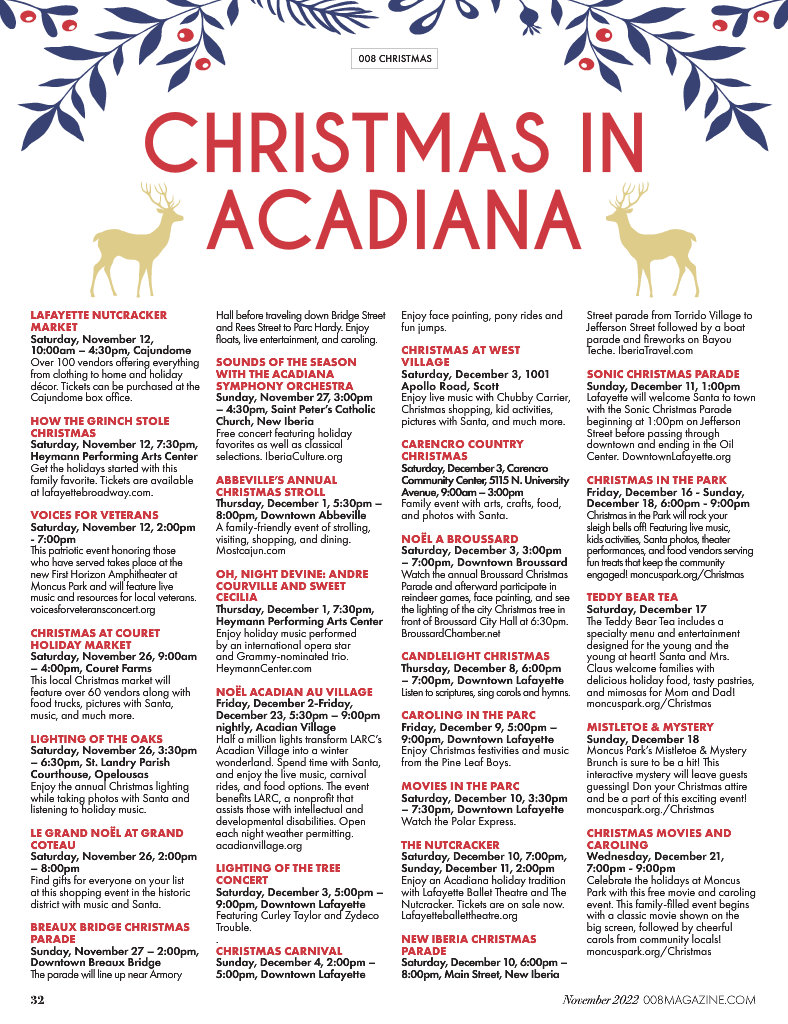 008 CHRISTMAS
CHRISTMAS IN
ACADIANA
LAFAYETTE NUTCRACKER
MARKET
Saturday, November 12,
10:00am – 4:30pm, Cajundome
Over 100 vendors offering everything
from clothing to home and holiday
décor. Tickets can be purchased at the
Cajundome box office.
HOW THE GRINCH STOLE
CHRISTMAS
Saturday, November 12, 7:30pm,
Heymann Performing Arts Center
Get the holidays started with this
family favorite. Tickets are available
at lafayettebroadway.com.
VOICES FOR VETERANS
Saturday, November 12, 2:00pm
- 7:00pm
This patriotic event honoring those
who have served takes place at the
new First Horizon Amphitheater at
Moncus Park and will feature live
music and resources for local veterans.
voicesforveteransconcert.org
CHRISTMAS AT COURET
HOLIDAY MARKET
Saturday, November 26, 9:00am
– 4:00pm, Couret Farms
This local Christmas market will
feature over 60 vendors along with
food trucks, pictures with Santa,
music, and much more.
LIGHTING OF THE OAKS
Saturday, November 26, 3:30pm
– 6:30pm, St. Landry Parish
Courthouse, Opelousas
Enjoy the annual Christmas lighting
while taking photos with Santa and
listening to holiday music.
LE GRAND NOËL AT GRAND
COTEAU
Saturday, November 26, 2:00pm
– 8:00pm
Find gifts for everyone on your list
at this shopping event in the historic
district with music and Santa.
BREAUX BRIDGE CHRISTMAS
PARADE
Sunday, November 27 – 2:00pm,
Downtown Breaux Bridge
The parade will line up near Armory
Hall before traveling down Bridge Street
and Rees Street to Parc Hardy. Enjoy
floats, live entertainment, and caroling.
SOUNDS OF THE SEASON
WITH THE ACADIANA
SYMPHONY ORCHESTRA
Sunday, November 27, 3:00pm
– 4:30pm, Saint Peter's Catholic
Church, New Iberia
Free concert featuring holiday
favorites as well as classical
selections. IberiaCulture.org
ABBEVILLE'S ANNUAL
CHRISTMAS STROLL
Thursday, December 1, 5:30pm –
8:00pm, Downtown Abbeville
A family-friendly event of strolling,
visiting, shopping, and dining.
Mostcajun.com
OH, NIGHT DEVINE: ANDRE
COURVILLE AND SWEET
CECILIA
Thursday, December 1, 7:30pm,
Heymann Performing Arts Center
Enjoy holiday music performed
by an international opera star
and Grammy-nominated trio.
HeymannCenter.com
NOËL ACADIAN AU VILLAGE
Friday, December 2-Friday,
December 23, 5:30pm – 9:00pm
nightly, Acadian Village
Half a million lights transform LARC's
Acadian Village into a winter
wonderland. Spend time with Santa,
and enjoy the live music, carnival
rides, and food options. The event
benefits LARC, a nonprofit that
assists those with intellectual and
developmental disabilities. Open
each night weather permitting.
acadianvillage.org
LIGHTING OF THE TREE
CONCERT
Saturday, December 3, 5:00pm –
9:00pm, Downtown Lafayette
Featuring Curley Taylor and Zydeco
Trouble.
.
CHRISTMAS CARNIVAL
Sunday, December 4, 2:00pm –
5:00pm, Downtown Lafayette
Enjoy face painting, pony rides and
fun jumps.
CHRISTMAS AT WEST
VILLAGE
Saturday, December 3, 1001
Apollo Road, Scott
Enjoy live music with Chubby Carrier,
Christmas shopping, kid activities,
pictures with Santa, and much more.
CARENCRO COUNTRY
CHRISTMAS
Saturday, December 3, Carencro
Community Center, 5115 N. University
Avenue, 9:00am – 3:00pm
Family event with arts, crafts, food,
and photos with Santa.
NOËL A BROUSSARD
Saturday, December 3, 3:00pm
– 7:00pm, Downtown Broussard
Watch the annual Broussard Christmas
Parade and afterward participate in
reindeer games, face painting, and see
the lighting of the city Christmas tree in
front of Broussard City Hall at 6:30pm.
BroussardChamber.net
CANDLELIGHT CHRISTMAS
Thursday, December 8, 6:00pm
– 7:00pm, Downtown Lafayette
Listen to scriptures, sing carols and hymns.
CAROLING IN THE PARC
Friday, December 9, 5:00pm –
9:00pm, Downtown Lafayette
Enjoy Christmas festivities and music
from the Pine Leaf Boys.
MOVIES IN THE PARC
Saturday, December 10, 3:30pm
– 7:30pm, Downtown Lafayette
Watch the Polar Express.
THE NUTCRACKER
Saturday, December 10, 7:00pm,
Sunday, December 11, 2:00pm
Enjoy an Acadiana holiday tradition
with Lafayette Ballet Theatre and The
Nutcracker. Tickets are on sale now.
Lafayetteballettheatre.org
NEW IBERIA CHRISTMAS
PARADE
Saturday, December 10, 6:00pm –
8:00pm, Main Street, New Iberia
Street parade from Torrido Village to
Jefferson Street followed by a boat
parade and fireworks on Bayou
Teche. IberiaTravel.com
SONIC CHRISTMAS PARADE
Sunday, December 11, 1:00pm
Lafayette will welcome Santa to town
with the Sonic Christmas Parade
beginning at 1:00pm on Jefferson
Street before passing through
downtown and ending in the Oil
Center. DowntownLafayette.org
CHRISTMAS IN THE PARK
Friday, December 16 - Sunday,
December 18, 6:00pm - 9:00pm
Christmas in the Park will rock your
sleigh bells off! Featuring live music,
kids activities, Santa photos, theater
performances, and food vendors serving
fun treats that keep the community
engaged! moncuspark.org/Christmas
TEDDY BEAR TEA
Saturday, December 17
The Teddy Bear Tea includes a
specialty menu and entertainment
designed for the young and the
young at heart! Santa and Mrs.
Claus welcome families with
delicious holiday food, tasty pastries,
and mimosas for Mom and Dad!
moncuspark.org/Christmas
MISTLETOE & MYSTERY
Sunday, December 18
Moncus Park's Mistletoe & Mystery
Brunch is sure to be a hit! This
interactive mystery will leave guests
guessing! Don your Christmas attire
and be a part of this exciting event!
moncuspark.org./Christmas
CHRISTMAS MOVIES AND
CAROLING
Wednesday, December 21,
7:00pm - 9:00pm
Celebrate the holidays at Moncus
Park with this free movie and caroling
event. This family-filled event begins
with a classic movie shown on the
big screen, followed by cheerful
carols from community locals!
moncuspark.org/Christmas
32
November 2022 008MAGAZINE.COM